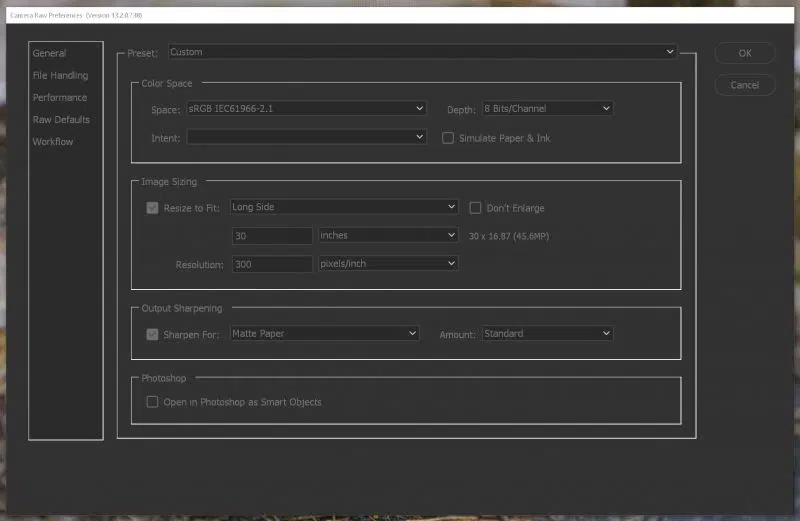 Camera Raw Preferences (Version 13.2.0.738)
General
File Handling
Performance
Raw Defaults
Workflow
Preset: Custom
OK
Cancel
Color Space
Space: sRGB IEC61966-2.1 Depth: 8 Bits/Channel
Intent: Simulate Paper & Ink
Image Sizing
Resize to Fit: Long Side Don't Enlarge
30 inches 30 x 16.87 (45.6MP)
Resolution: 300 pixels/inch
Output Sharpening
Sharpen For: Matte Paper Amount: Standard
Photoshop
Open in Photoshop as Smart Objects